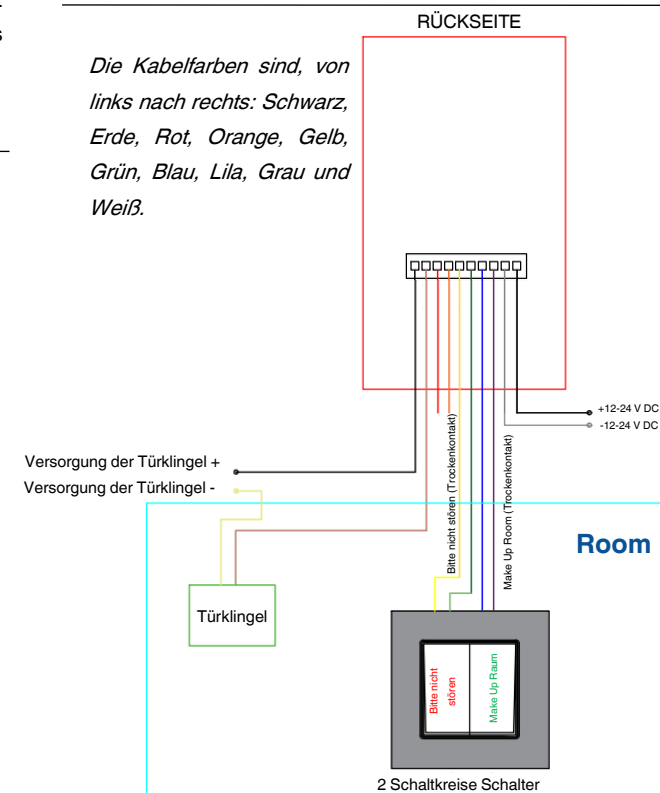 s
RÜCKSEITE
Die Kabelfarben sind, von
links nach rechts: Schwarz,
Erde, Rot, Orange, Gelb,
Grün, Blau, Lila, Grau und
Weiß.
+12-24 V DC
-12-24 V DC
Versorgung der Türklingel +
Versorgung der Türklingel -
Bitte nicht stören (Trockenkontakt)
Make Up Room (Trockenkontakt)
Room
Türklingel
Bitte nicht
stören
Make Up Raum
2 Schaltkreise Schalter